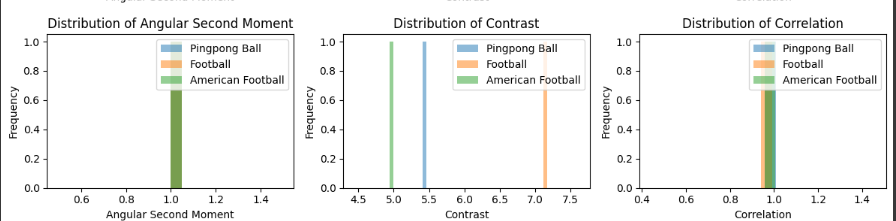 Angular Second Moment
Contrast
Correlation
Distribution of Angular Second Moment
1.0
0.8
0.6
0.4
0.2
0.0
Frequency
Pingpong Ball
Football
American Football
0.6 0.8 1.0 1.2 1.4
Angular Second Moment
Distribution of Contrast
1.0
0.8
0.6
0.4
0.2
0.0
Frequency
Pingpong Ball
Football
American Football
4.5 5.0 5.5 6.0 6.5 7.0 7.5
Contrast
Distribution of Correlation
1.0
0.8
0.6
0.4
0.2
0.0
Frequency
Pingpong Ball
Football
American Football
0.4 0.6 0.8 1.0 1.2 1.4
Correlation